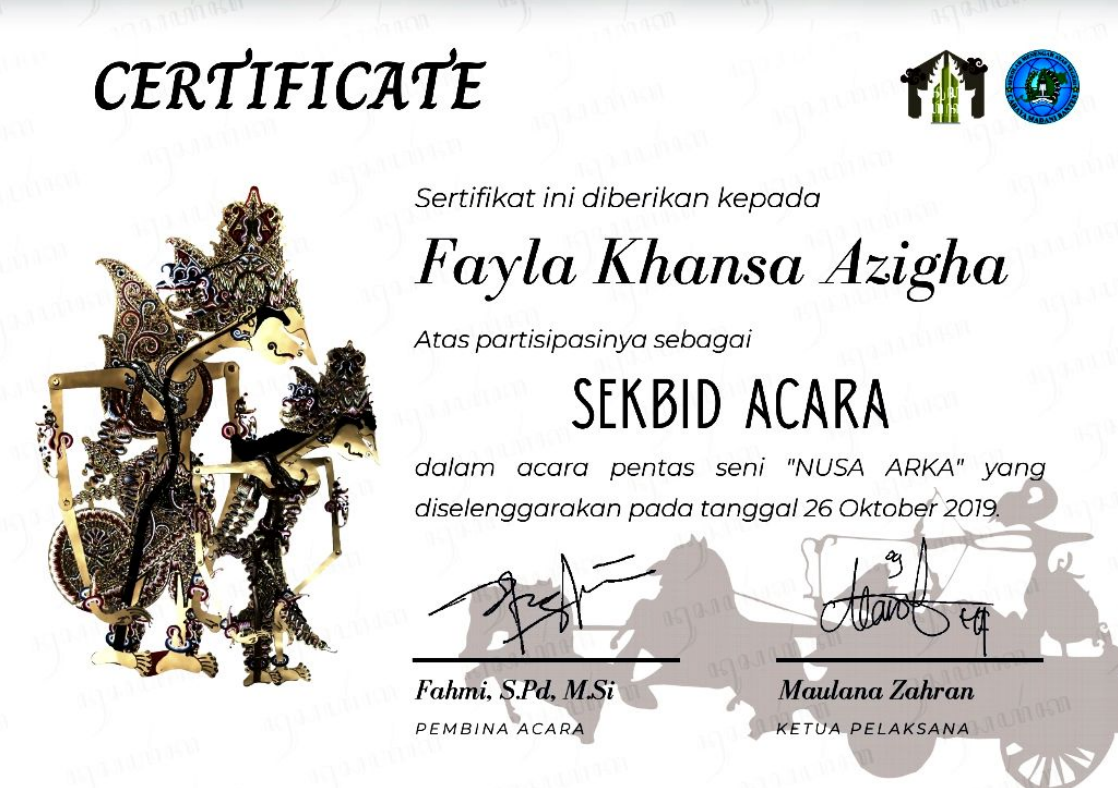 CERTIFICATE
Sertifikat ini diberikan kepada
Fayla Khansa Azigha
Atas partisipasinya sebagai
SEKBID ACARA
dalam acara pentas seni "NUSA ARKA" yang
diselenggarakan pada tanggal 26 Oktober 2019.
Fahmi, S.Pd, M.Si
PEMBINA ACARA
Maulana Zahran
KETUA PELAKSANA